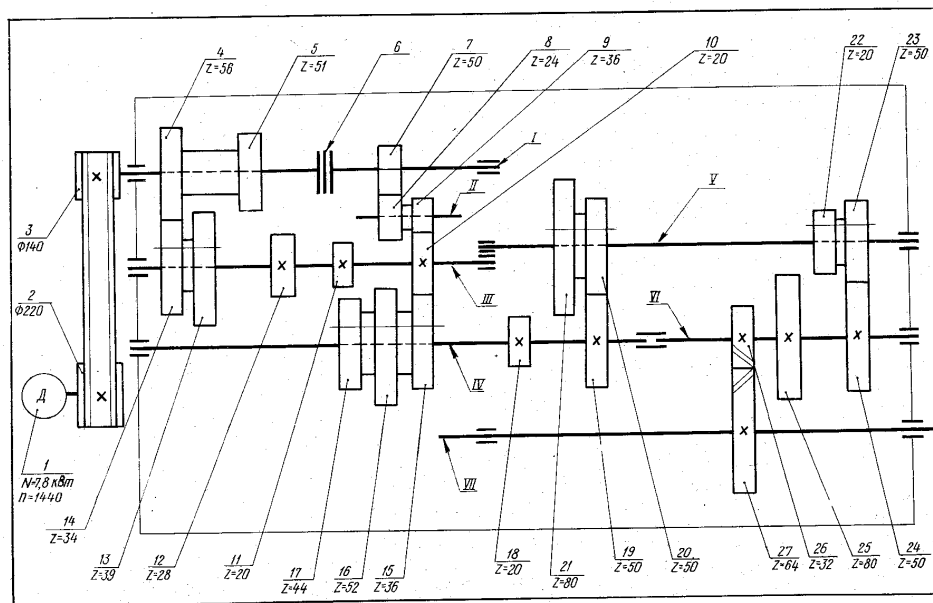 4
Z=56
5
Z=51
6
7
Z=50
8
Z=24
9
Z=36
10
Z=20
22
Z=20
23
Z=50
I
II
V
3
Ф140
III
2
Ф220
VI
Д
IV
1
N=7,8 кВт
n=1440
VII
14
Z=34
13
Z=39
12
Z=28
11
Z=20
17
Z=44
16
Z=52
15
Z=36
18
Z=20
21
Z=80
19
Z=50
20
Z=50
27
Z=64
26
Z=32
25
Z=80
24
Z=50